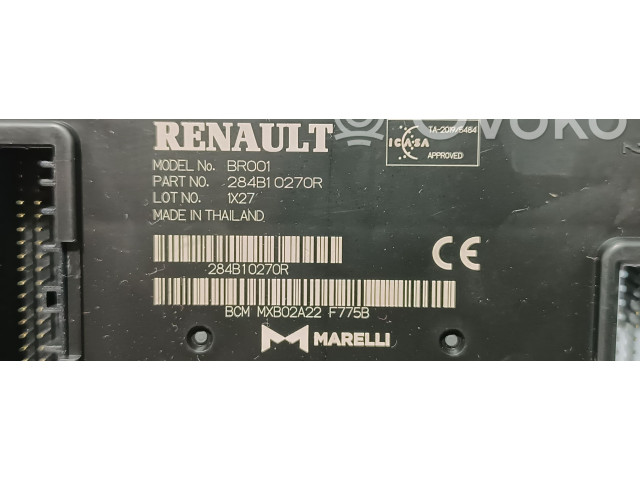 RENAULT
MODEL No. BR001
PART NO. 284B10270R
LOT NO. 1X27
MADE IN THAILAND
TA-2019/5484
ICASA
APPROVED
OVOKO
284B10270R
CE
BCM MXB02A22 F775B
MARELLI